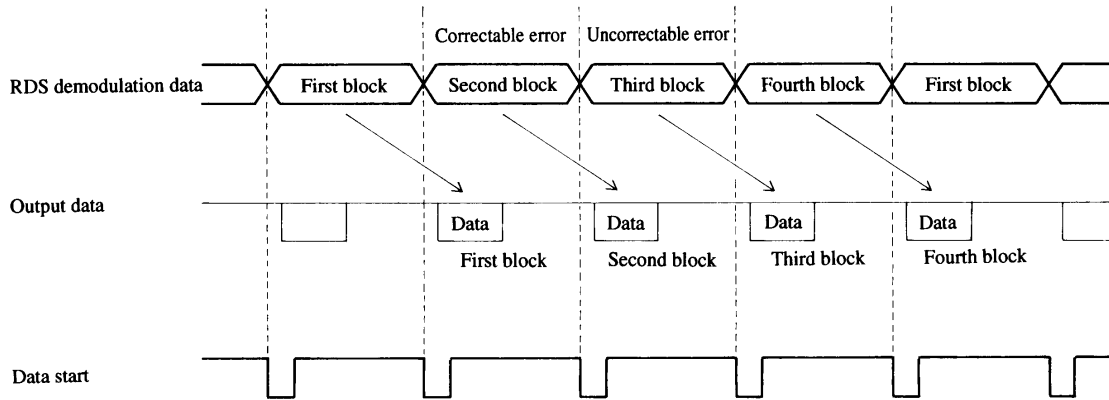 Correctable error Uncorrectable error
RDS demodulation data First block Second block Third block Fourth block First block
Output data Data Data Data Data
First block Second block Third block Fourth block
Data start